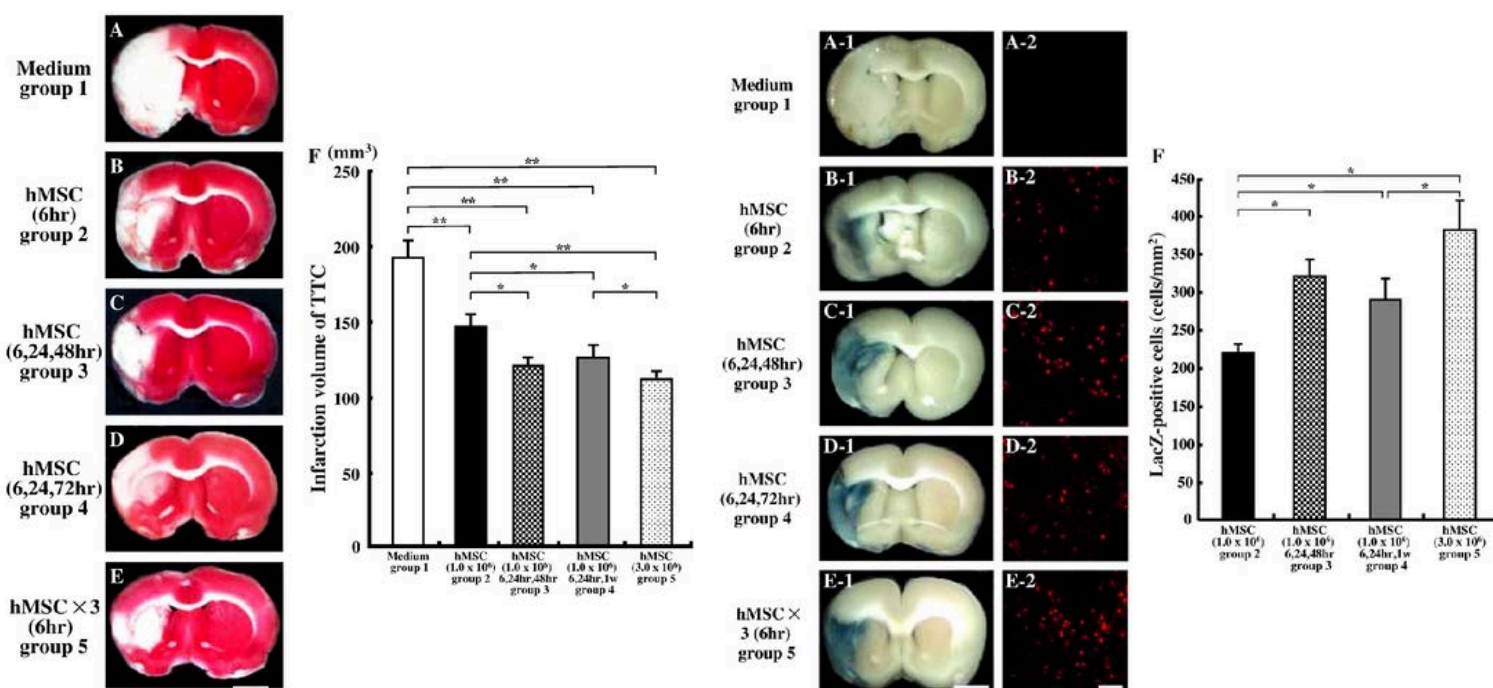 A
Medium
group 1
B
hMSC
(6hr)
group 2
C
hMSC
(6,24,48hr)
group 3
D
hMSC
(6,24,72hr)
group 4
E
hMSC × 3
(6hr)
group 5
F (mm³)
Infarction volume of TTC
250
200
150
100
50
0
**
**
**
**
**
*
*
*
Medium
group 1
hMSC
(1.0 x 10⁶)
group 2
hMSC
(1.0 x 10⁶)
6,24hr,48hr
group 3
hMSC
(1.0 x 10⁶)
6,24hr,1w
group 4
hMSC
(3.0 x 10⁶)
group 5
Medium
group 1
A-1
A-2
hMSC
(6hr)
group 2
B-1
B-2
hMSC
(6,24,48hr)
group 3
C-1
C-2
hMSC
(6,24,72hr)
group 4
D-1
D-2
hMSC ×
3 (6hr)
group 5
E-1
E-2
F
LacZ-positive cells (cells/mm²)
450
400
350
300
250
200
150
100
50
0
*
*
*
*
hMSC
(1.0 x 10⁶)
group 2
hMSC
(1.0 x 10⁶)
6,24,48hr
group 3
hMSC
(1.0 x 10⁶)
6,24hr,1w
group 4
hMSC
(3.0 x 10⁶)
group 5